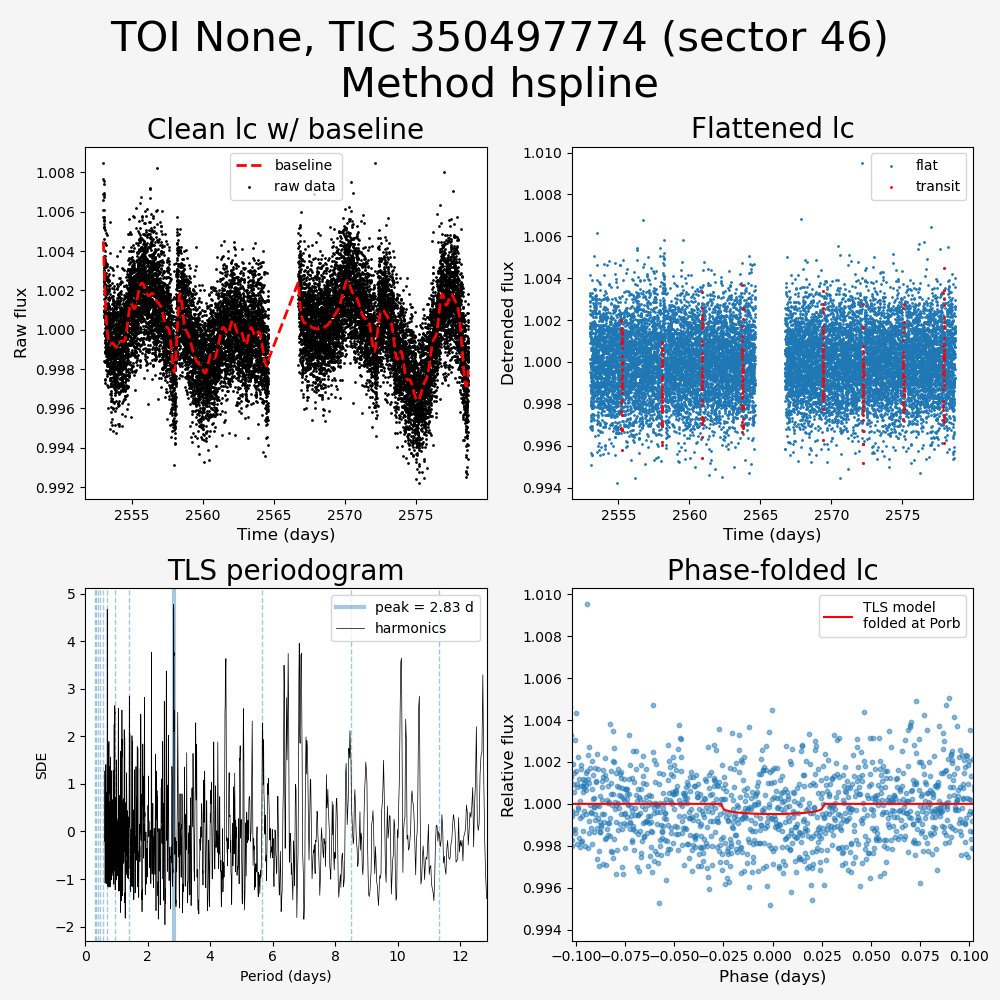 TOI None, TIC 350497774 (sector 46)
Method hspline
Clean lc w/ baseline
Flattened lc
baseline
raw data
flat
transit
Raw flux
1.008
1.006
1.004
1.002
1.000
0.998
0.996
0.994
0.992
2555
2560
2565
2570
2575
Time (days)
Detrended flux
1.010
1.008
1.006
1.004
1.002
1.000
0.998
0.996
0.994
2555
2560
2565
2570
2575
Time (days)
TLS periodogram
Phase-folded lc
peak = 2.83 d
harmonics
SDE
5
4
3
2
1
0
−1
−2
0
2
4
6
8
10
12
Period (days)
TLS model
folded at Porb
Relative flux
1.010
1.008
1.006
1.004
1.002
1.000
0.998
0.996
0.994
−0.100
−0.075
−0.050
−0.025
0.000
0.025
0.050
0.075
0.100
Phase (days)